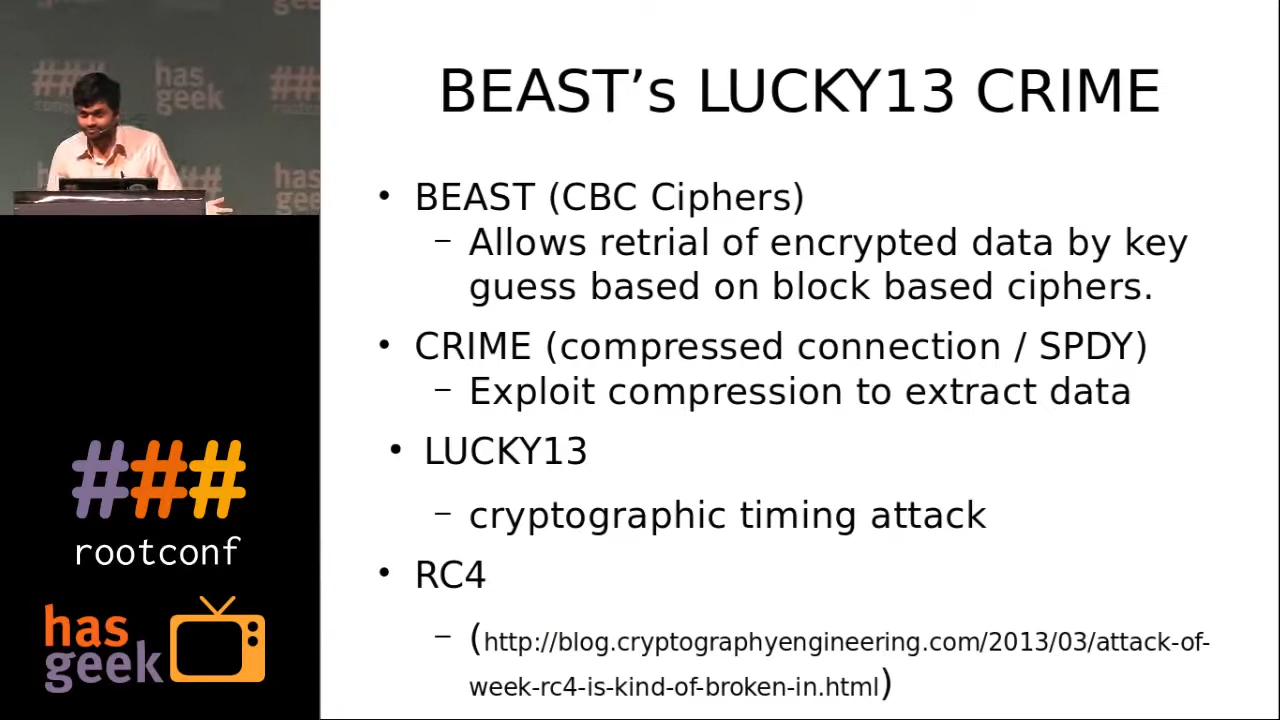 has
geek
###
BEAST’s LUCKY13 CRIME
• BEAST (CBC Ciphers)
– Allows retrial of encrypted data by key
guess based on block based ciphers.
• CRIME (compressed connection / SPDY)
– Exploit compression to extract data
• LUCKY13
– cryptographic timing attack
• RC4
– (http://blog.cryptographyengineering.com/2013/03/attack-of-
week-rc4-is-kind-of-broken-in.html)
###
rootconf
has
geek